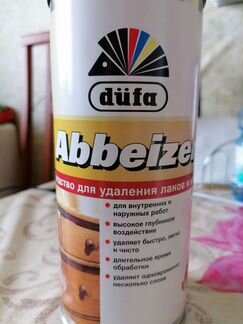 düfa
Abbeizer
для удаления лаков и
для внутренних и
наружных работ
высокое глубинное
воздействие
удаляет быстро, легко
и чисто
длительное время
обработки
удаляет одновременно
несколько слоев